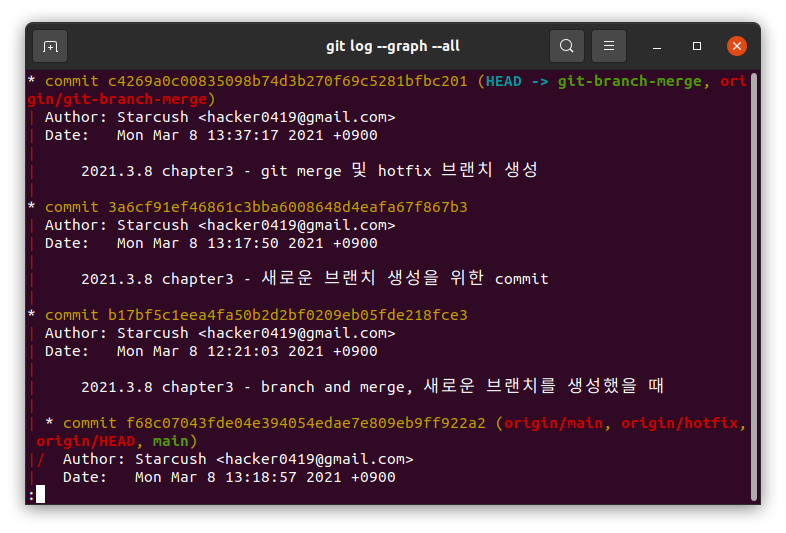 git log --graph --all
* commit c4269a0c00835098b74d3b270f69c5281bfbc201 (HEAD -> git-branch-merge, ori
gin/git-branch-merge)
| Author: Starcush <hacker0419@gmail.com>
| Date:   Mon Mar 8 13:37:17 2021 +0900
|
|     2021.3.8 chapter3 - git merge 및 hotfix 브랜치 생성
|
* commit 3a6cf91ef46861c3bba6008648d4eafa67f867b3
| Author: Starcush <hacker0419@gmail.com>
| Date:   Mon Mar 8 13:17:50 2021 +0900
|
|     2021.3.8 chapter3 - 새로운 브랜치 생성을 위한 commit
|
* commit b17bf5c1eea4fa50b2d2bf0209eb05fde218fce3
| Author: Starcush <hacker0419@gmail.com>
| Date:   Mon Mar 8 12:21:03 2021 +0900
|
|     2021.3.8 chapter3 - branch and merge, 새로운 브랜치를 생성했을 때
|
| * commit f68c07043fde04e394054edae7e809eb9ff922a2 (origin/main, origin/hotfix,
 origin/HEAD, main)
|/  Author: Starcush <hacker0419@gmail.com>
|   Date:   Mon Mar 8 13:18:57 2021 +0900
: